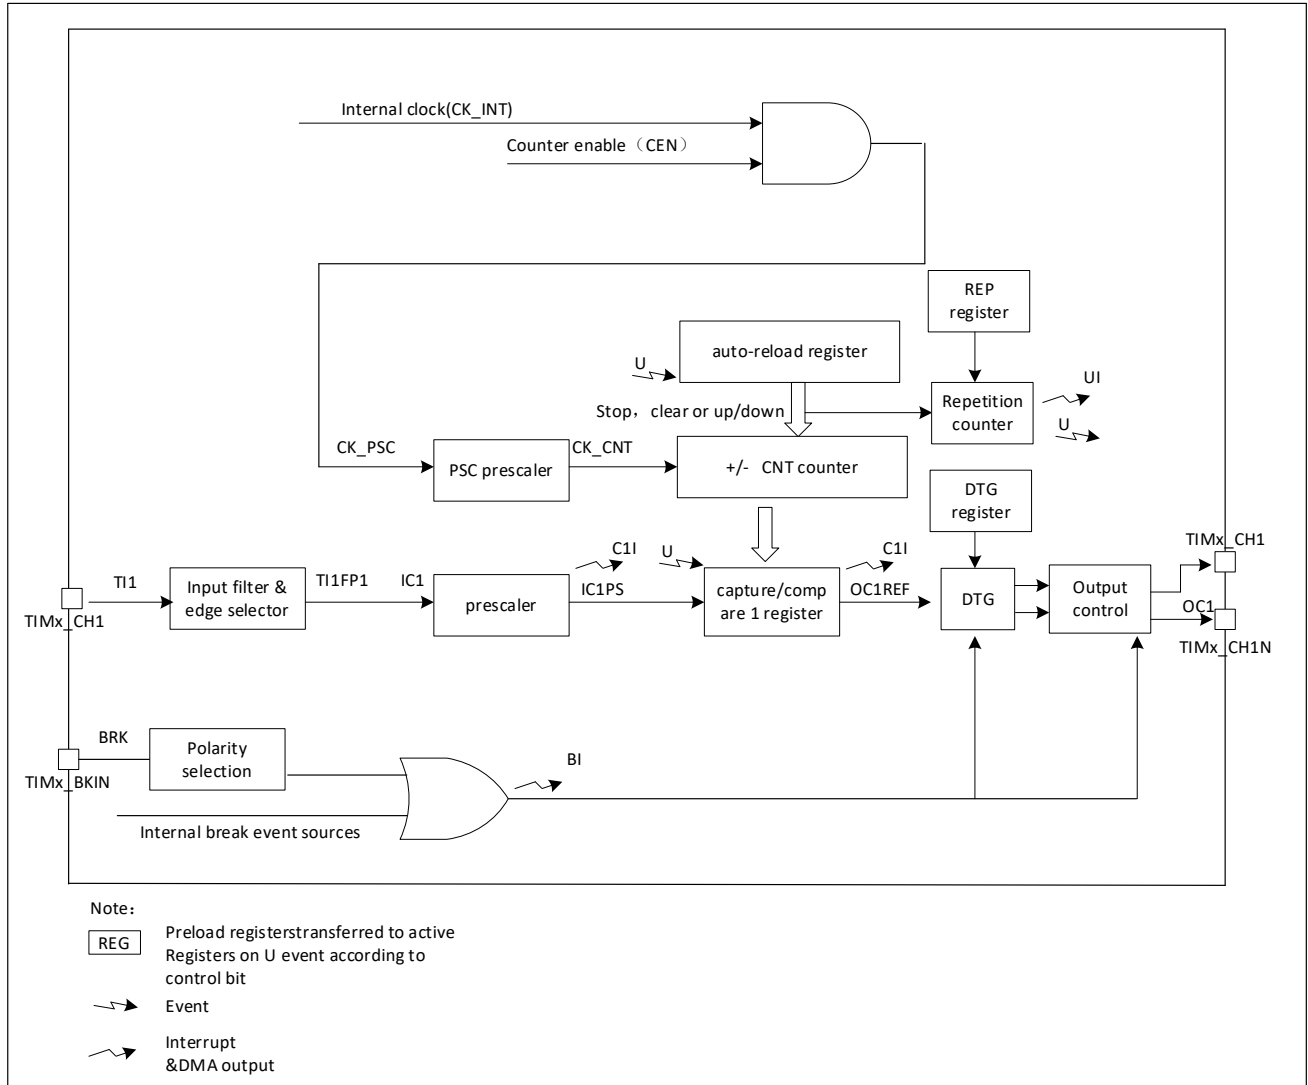 Internal clock(CK_INT)
Counter enable（CEN）
REP
register
auto-reload register
U
UI
Repetition
counter
U
Stop，clear or up/down
CK_PSC
PSC prescaler
CK_CNT
+/-   CNT counter
DTG
register
TIMx_CH1
TI1
Input filter &
edge selector
TI1FP1
IC1
prescaler
C1I
IC1PS
U
capture/comp
are 1 register
C1I
OC1REF
DTG
Output
control
OC1
TIMx_CH1
TIMx_CH1N
BRK
Polarity
selection
TIMx_BKIN
BI
Internal break event sources
Note：
REG
Preload registerstransferred to active
Registers on U event according to
control bit
Event
Interrupt
&DMA output